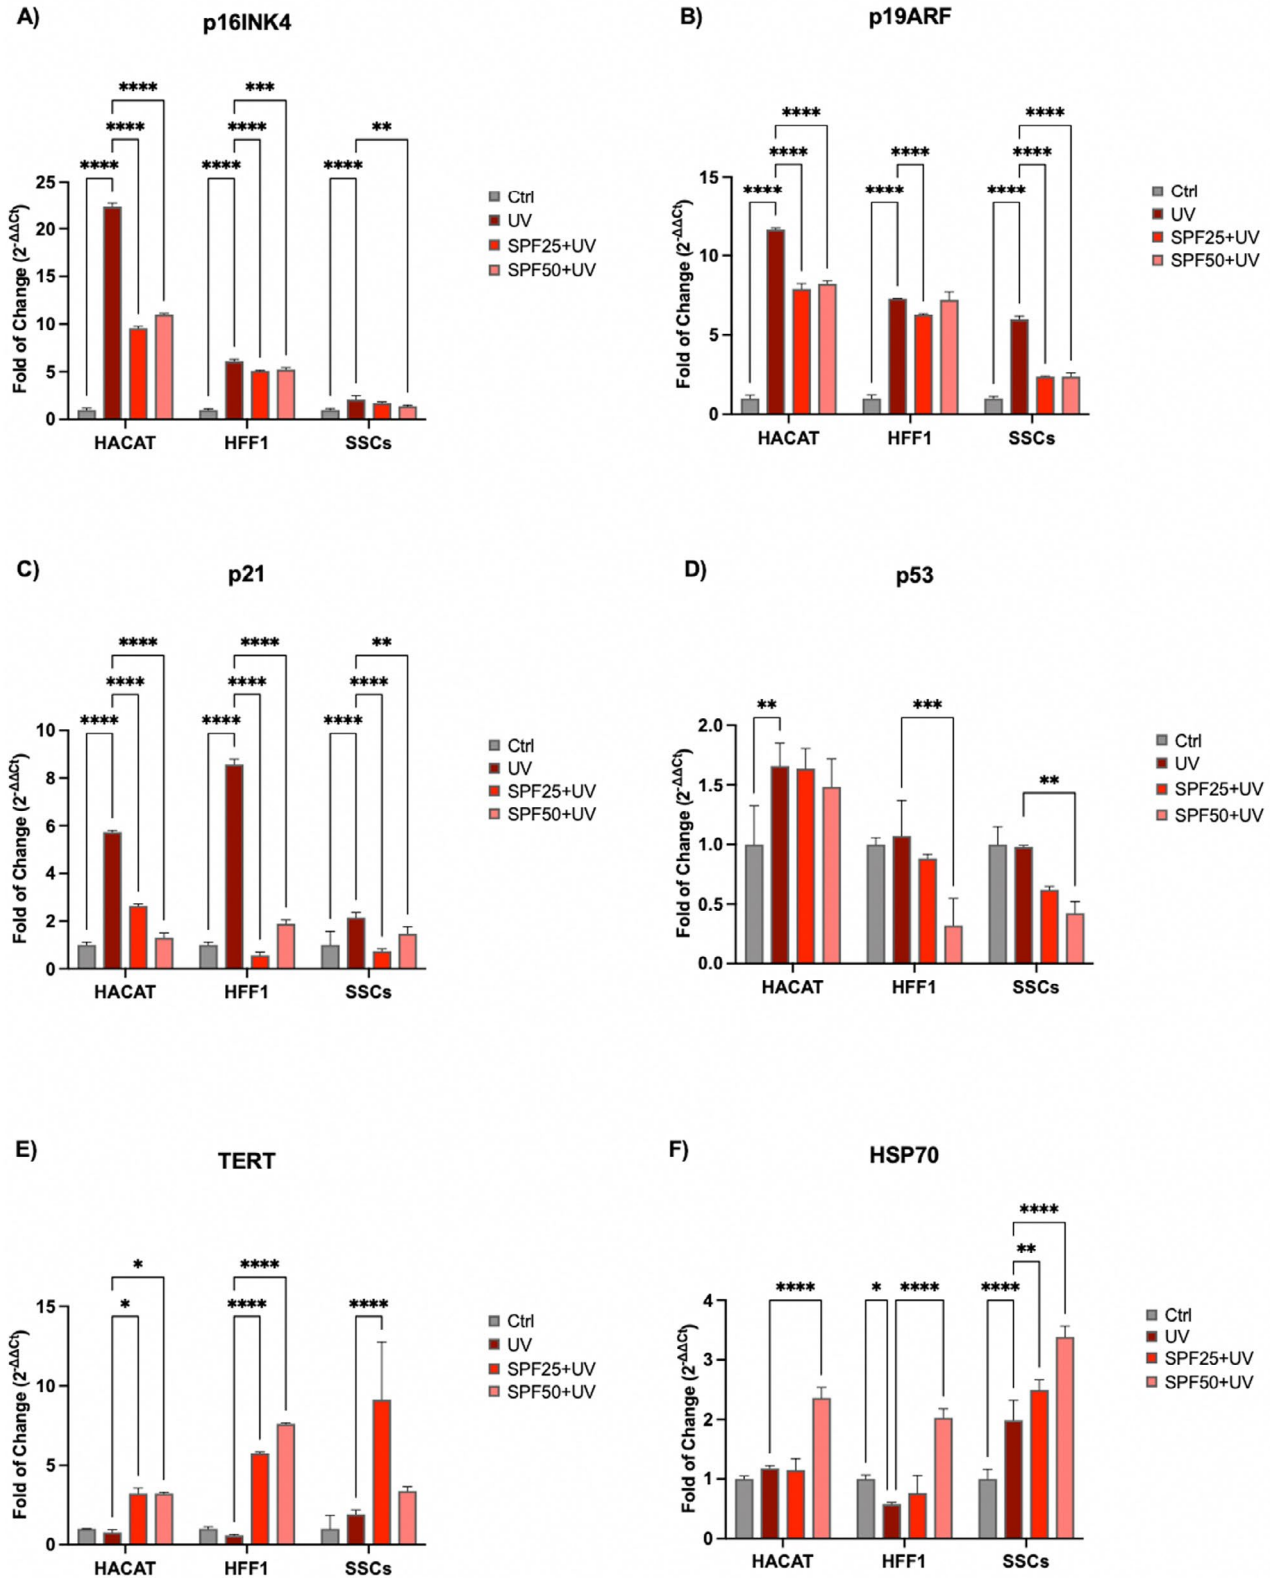 A)
p16INK4
**** ***
**** **** **
**** **** ****
25
20
15
10
5
0
Fold of Change (2-ΔΔCt)
HACAT HFF1 SSCs
Ctrl
UV
SPF25+UV
SPF50+UV
B)
p19ARF
**** ****
**** **** ****
**** **** ****
15
10
5
0
Fold of Change (2-ΔΔCt)
HACAT HFF1 SSCs
Ctrl
UV
SPF25+UV
SPF50+UV
C)
p21
**** **** **
**** **** ****
**** **** ****
10
8
6
4
2
0
Fold of Change (2-ΔΔCt)
HACAT HFF1 SSCs
Ctrl
UV
SPF25+UV
SPF50+UV
D)
p53
** ***
**
2.0
1.5
1.0
0.5
0.0
Fold of Change (2-ΔΔCt)
HACAT HFF1 SSCs
Ctrl
UV
SPF25+UV
SPF50+UV
E)
TERT
* ****
* **** ****
15
10
5
0
Fold of Change (2-ΔΔCt)
HACAT HFF1 SSCs
Ctrl
UV
SPF25+UV
SPF50+UV
F)
HSP70
****
**
**** * **** ****
4
3
2
1
0
Fold of Change (2-ΔΔCt)
HACAT HFF1 SSCs
Ctrl
UV
SPF25+UV
SPF50+UV